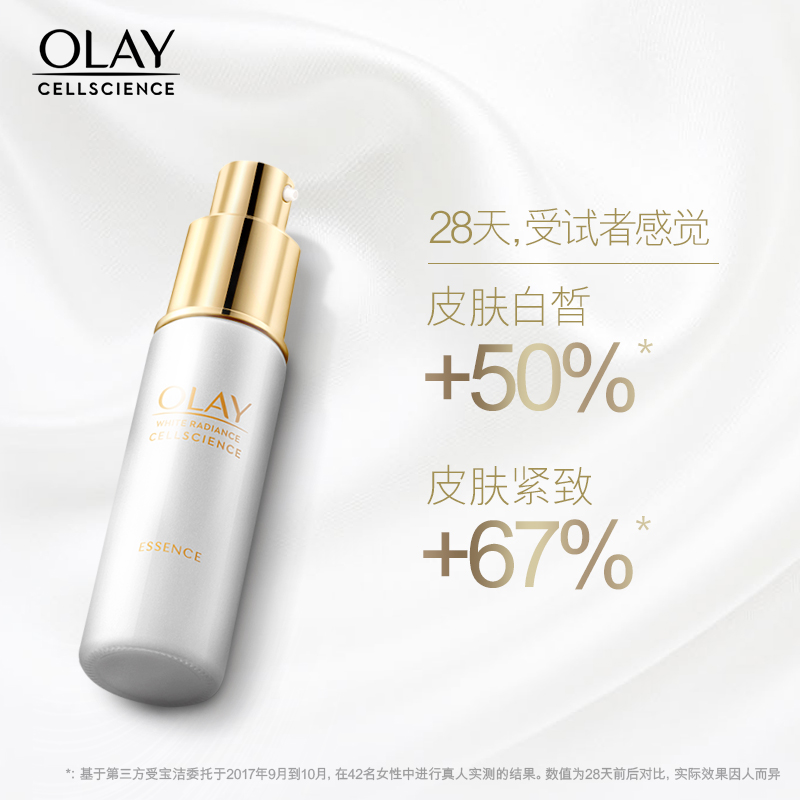 OLAY
CELLSCIENCE
28天,受试者感觉
皮肤白皙
+50%*
皮肤紧致
+67%*
OLAY
WHITE RADIANCE
CELLSCIENCE
ESSENCE
*: 基于第三方受宝洁委托于2017年9月到10月, 在42名女性中进行真人实测的结果。数值为28天前后对比, 实际效果因人而异